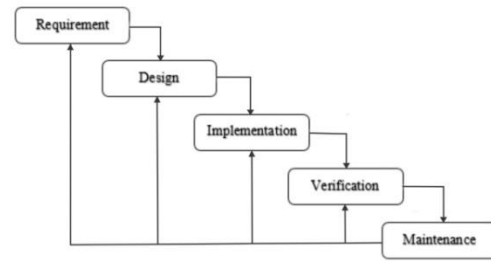 Requirement
Design
Implementation
Verification
Maintenance